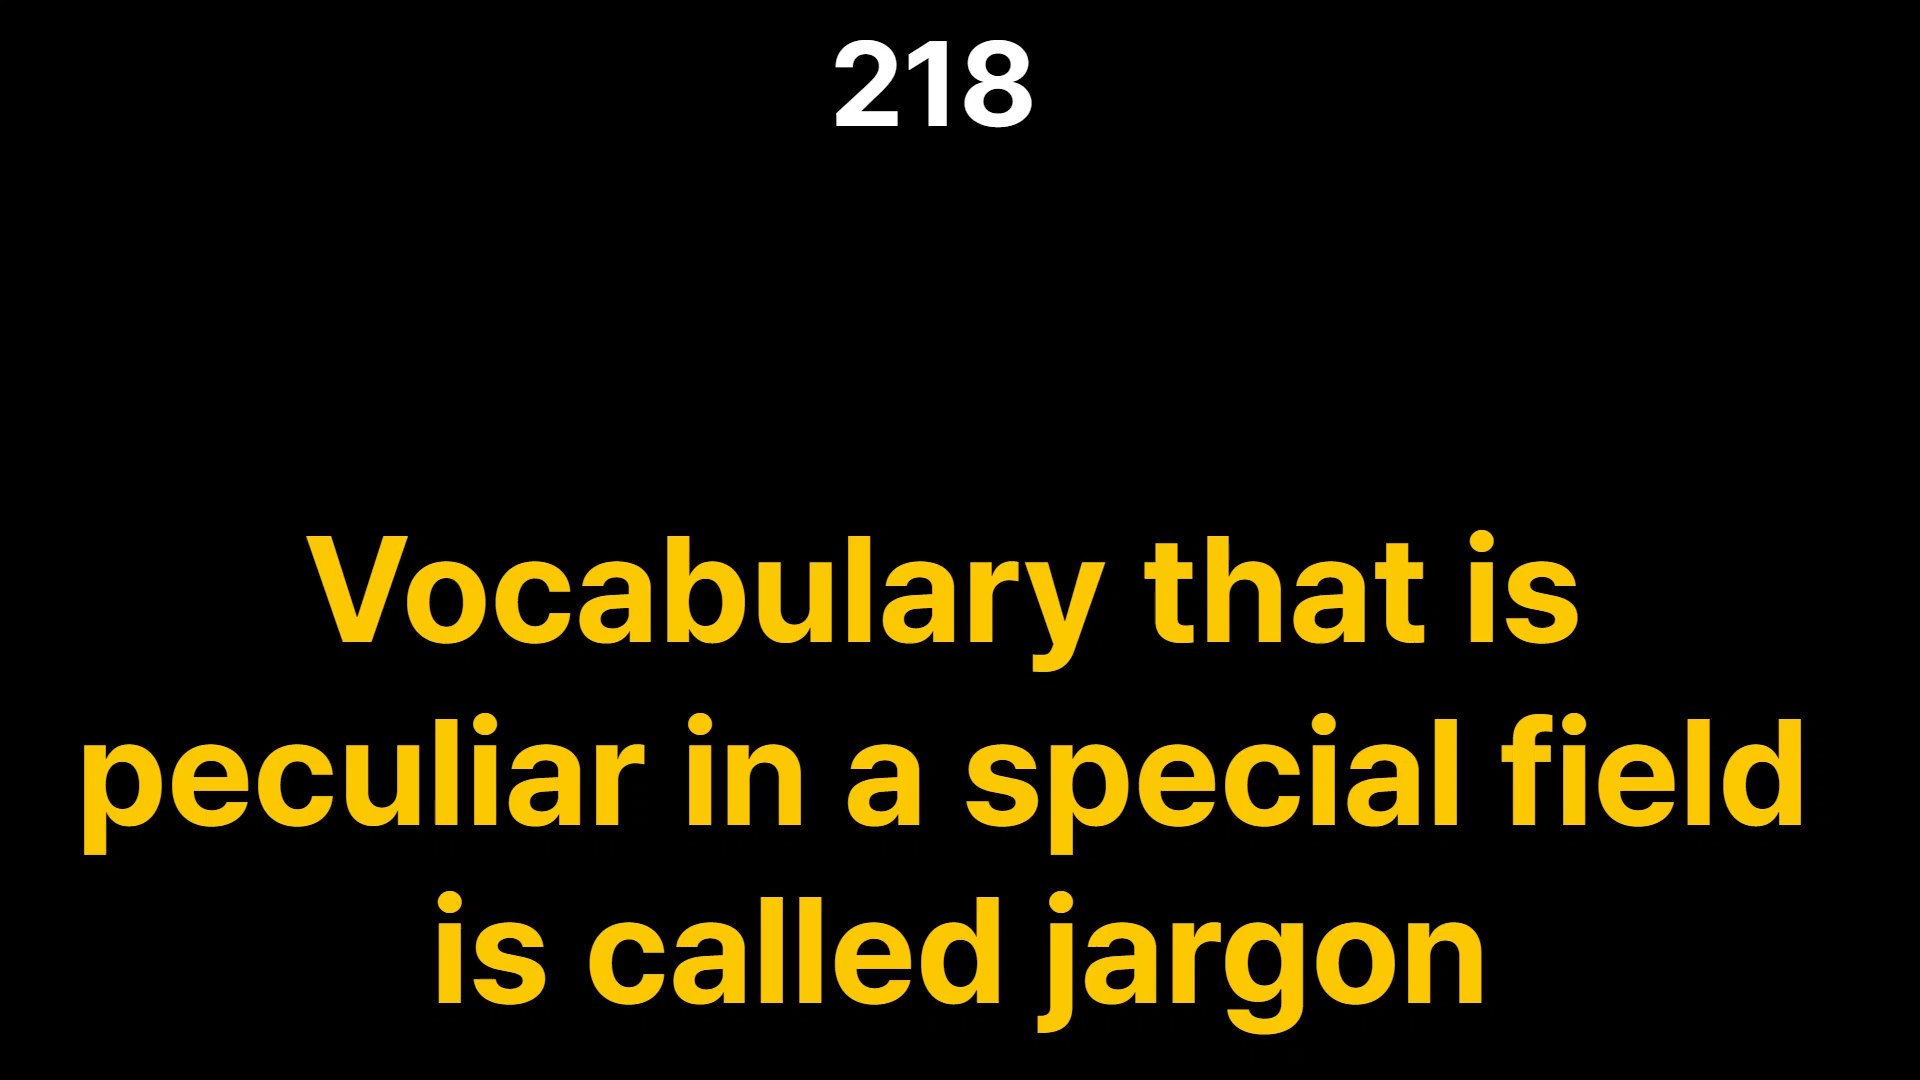 218
Vocabulary that is
peculiar in a special field
is called jargon